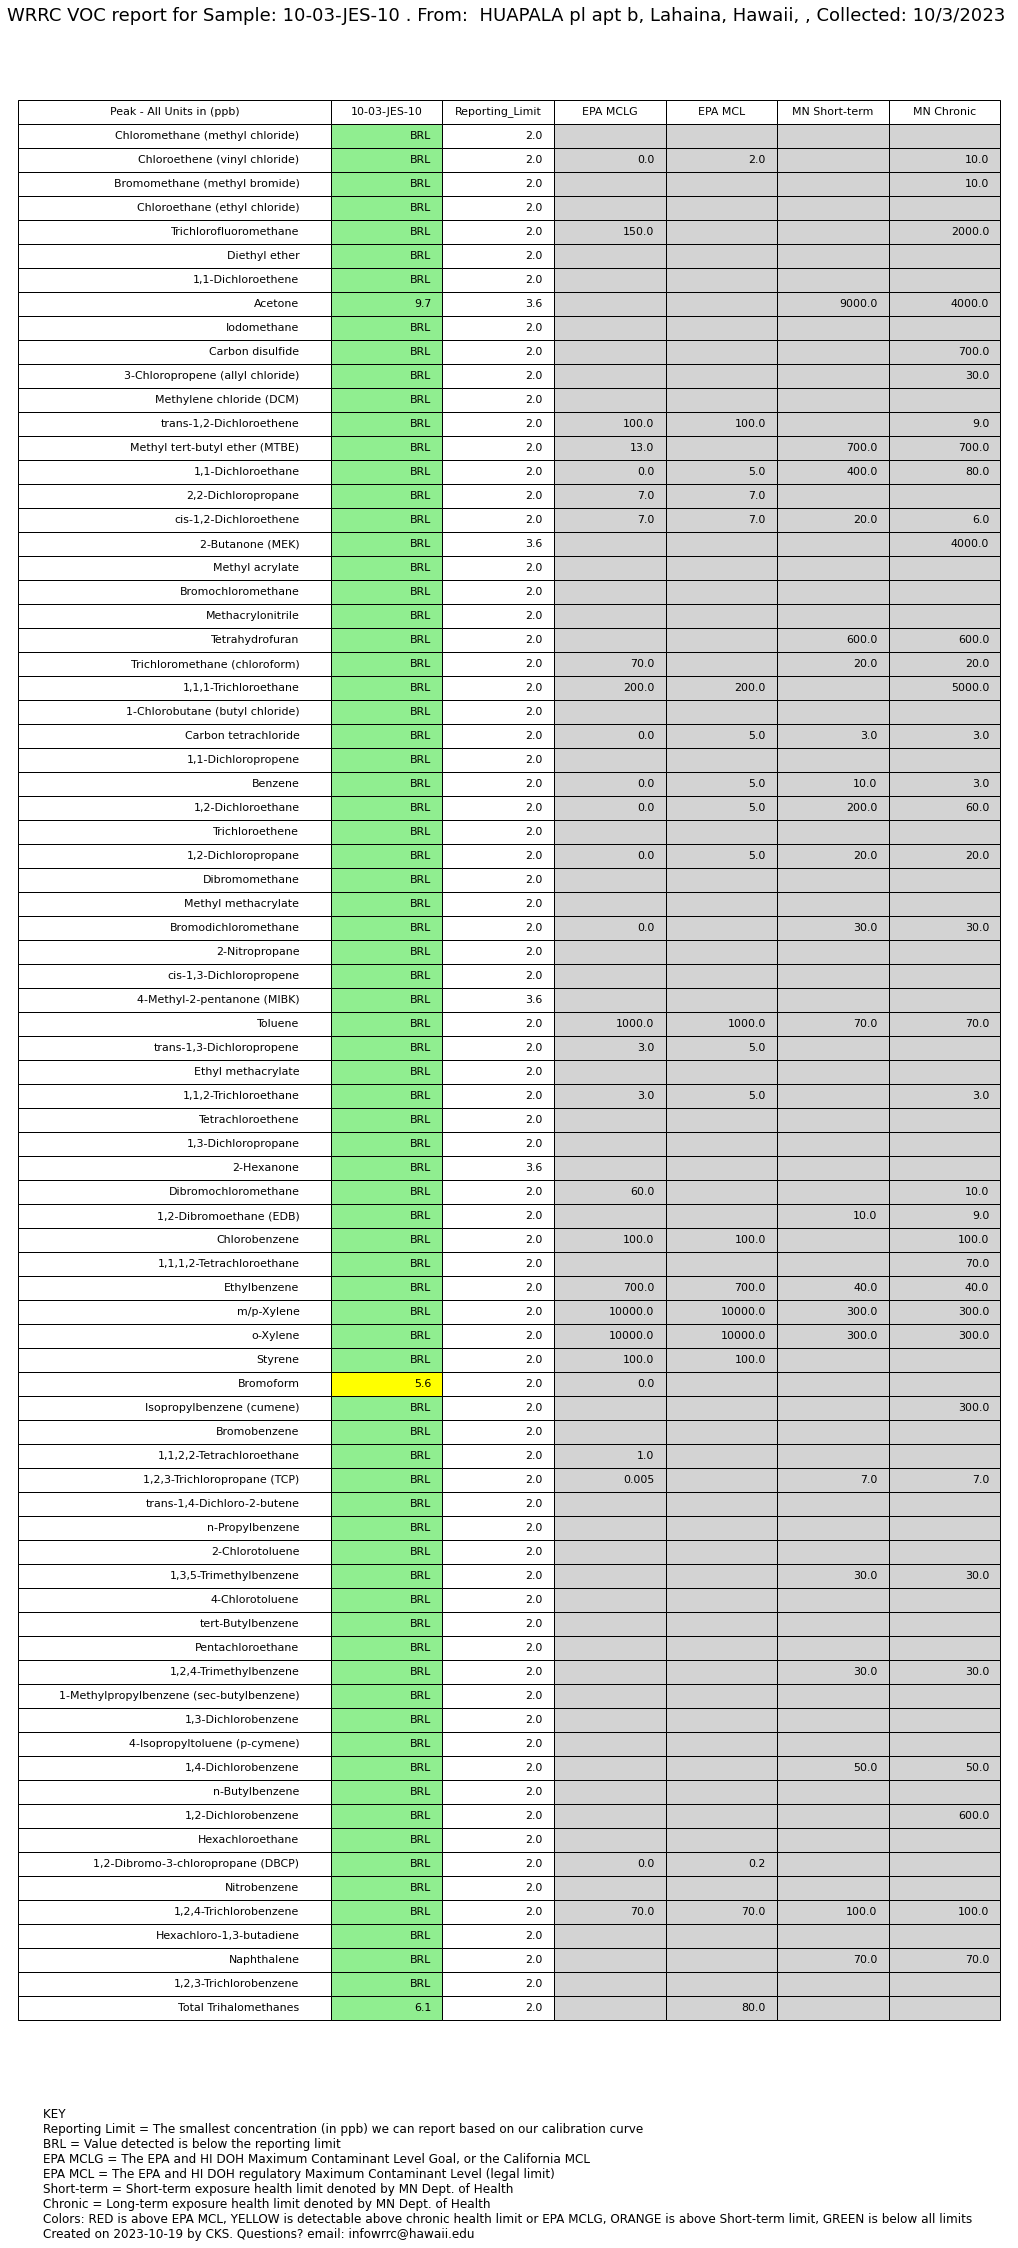 WRRC VOC report for Sample: 10-03-JES-10 . From:  HUAPALA pl apt b, Lahaina, Hawaii, , Collected: 10/3/2023
Peak - All Units in (ppb) 10-03-JES-10 Reporting_Limit EPA MCLG EPA MCL MN Short-term MN Chronic
Chloromethane (methyl chloride) BRL 2.0
Chloroethene (vinyl chloride) BRL 2.0 0.0 2.0 10.0
Bromomethane (methyl bromide) BRL 2.0 10.0
Chloroethane (ethyl chloride) BRL 2.0
Trichlorofluoromethane BRL 2.0 150.0 2000.0
Diethyl ether BRL 2.0
1,1-Dichloroethene BRL 2.0
Acetone 9.7 3.6 9000.0 4000.0
Iodomethane BRL 2.0
Carbon disulfide BRL 2.0 700.0
3-Chloropropene (allyl chloride) BRL 2.0 30.0
Methylene chloride (DCM) BRL 2.0
trans-1,2-Dichloroethene BRL 2.0 100.0 100.0 9.0
Methyl tert-butyl ether (MTBE) BRL 2.0 13.0 700.0 700.0
1,1-Dichloroethane BRL 2.0 0.0 5.0 400.0 80.0
2,2-Dichloropropane BRL 2.0 7.0 7.0
cis-1,2-Dichloroethene BRL 2.0 7.0 7.0 20.0 6.0
2-Butanone (MEK) BRL 3.6 4000.0
Methyl acrylate BRL 2.0
Bromochloromethane BRL 2.0
Methacrylonitrile BRL 2.0
Tetrahydrofuran BRL 2.0 600.0 600.0
Trichloromethane (chloroform) BRL 2.0 70.0 20.0 20.0
1,1,1-Trichloroethane BRL 2.0 200.0 200.0 5000.0
1-Chlorobutane (butyl chloride) BRL 2.0
Carbon tetrachloride BRL 2.0 0.0 5.0 3.0 3.0
1,1-Dichloropropene BRL 2.0
Benzene BRL 2.0 0.0 5.0 10.0 3.0
1,2-Dichloroethane BRL 2.0 0.0 5.0 200.0 60.0
Trichloroethene BRL 2.0
1,2-Dichloropropane BRL 2.0 0.0 5.0 20.0 20.0
Dibromomethane BRL 2.0
Methyl methacrylate BRL 2.0
Bromodichloromethane BRL 2.0 0.0 30.0 30.0
2-Nitropropane BRL 2.0
cis-1,3-Dichloropropene BRL 2.0
4-Methyl-2-pentanone (MIBK) BRL 3.6
Toluene BRL 2.0 1000.0 1000.0 70.0 70.0
trans-1,3-Dichloropropene BRL 2.0 3.0 5.0
Ethyl methacrylate BRL 2.0
1,1,2-Trichloroethane BRL 2.0 3.0 5.0 3.0
Tetrachloroethene BRL 2.0
1,3-Dichloropropane BRL 2.0
2-Hexanone BRL 3.6
Dibromochloromethane BRL 2.0 60.0 10.0
1,2-Dibromoethane (EDB) BRL 2.0 10.0 9.0
Chlorobenzene BRL 2.0 100.0 100.0 100.0
1,1,1,2-Tetrachloroethane BRL 2.0 70.0
Ethylbenzene BRL 2.0 700.0 700.0 40.0 40.0
m/p-Xylene BRL 2.0 10000.0 10000.0 300.0 300.0
o-Xylene BRL 2.0 10000.0 10000.0 300.0 300.0
Styrene BRL 2.0 100.0 100.0
Bromoform 5.6 2.0 0.0
Isopropylbenzene (cumene) BRL 2.0 300.0
Bromobenzene BRL 2.0
1,1,2,2-Tetrachloroethane BRL 2.0 1.0
1,2,3-Trichloropropane (TCP) BRL 2.0 0.005 7.0 7.0
trans-1,4-Dichloro-2-butene BRL 2.0
n-Propylbenzene BRL 2.0
2-Chlorotoluene BRL 2.0
1,3,5-Trimethylbenzene BRL 2.0 30.0 30.0
4-Chlorotoluene BRL 2.0
tert-Butylbenzene BRL 2.0
Pentachloroethane BRL 2.0
1,2,4-Trimethylbenzene BRL 2.0 30.0 30.0
1-Methylpropylbenzene (sec-butylbenzene) BRL 2.0
1,3-Dichlorobenzene BRL 2.0
4-Isopropyltoluene (p-cymene) BRL 2.0
1,4-Dichlorobenzene BRL 2.0 50.0 50.0
n-Butylbenzene BRL 2.0
1,2-Dichlorobenzene BRL 2.0 600.0
Hexachloroethane BRL 2.0
1,2-Dibromo-3-chloropropane (DBCP) BRL 2.0 0.0 0.2
Nitrobenzene BRL 2.0
1,2,4-Trichlorobenzene BRL 2.0 70.0 70.0 100.0 100.0
Hexachloro-1,3-butadiene BRL 2.0
Naphthalene BRL 2.0 70.0 70.0
1,2,3-Trichlorobenzene BRL 2.0
Total Trihalomethanes 6.1 2.0 80.0
KEY
Reporting Limit = The smallest concentration (in ppb) we can report based on our calibration curve
BRL = Value detected is below the reporting limit
EPA MCLG = The EPA and HI DOH Maximum Contaminant Level Goal, or the California MCL
EPA MCL = The EPA and HI DOH regulatory Maximum Contaminant Level (legal limit)
Short-term = Short-term exposure health limit denoted by MN Dept. of Health
Chronic = Long-term exposure health limit denoted by MN Dept. of Health
Colors: RED is above EPA MCL, YELLOW is detectable above chronic health limit or EPA MCLG, ORANGE is above Short-term limit, GREEN is below all limits
Created on 2023-10-19 by CKS. Questions? email: infowrrc@hawaii.edu